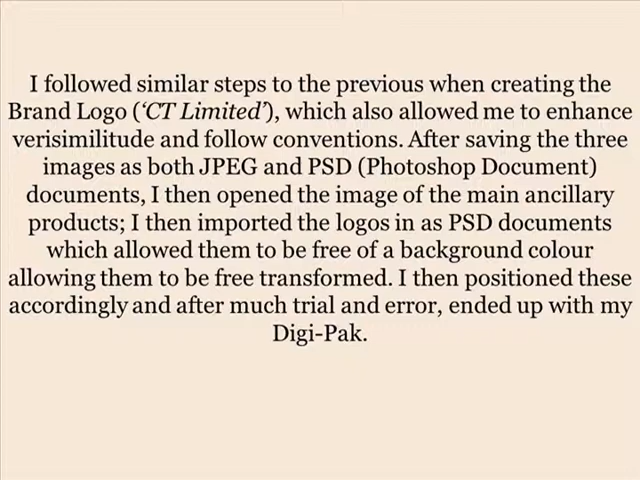 I followed similar steps to the previous when creating the
Brand Logo (‘CT Limited’), which also allowed me to enhance
verisimilitude and follow conventions. After saving the three
images as both JPEG and PSD (Photoshop Document)
documents, I then opened the image of the main ancillary
products; I then imported the logos in as PSD documents
which allowed them to be free of a background colour
allowing them to be free transformed. I then positioned these
accordingly and after much trial and error, ended up with my
Digi-Pak.